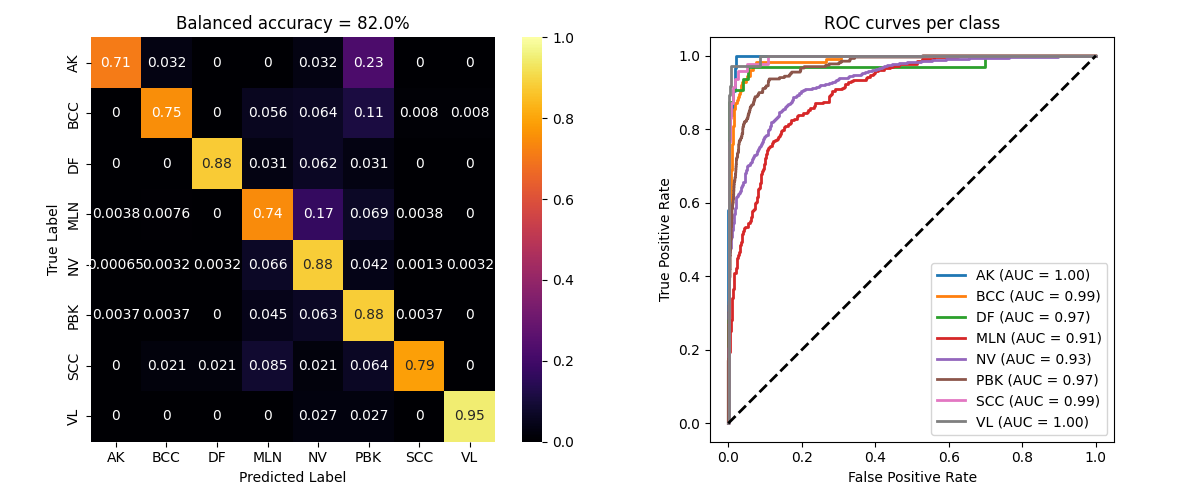 Balanced accuracy = 82.0%
AK 0.71 0.032 0 0 0.032 0.23 0 0
BCC 0 0.75 0 0.056 0.064 0.11 0.008 0.008
DF 0 0 0.88 0.031 0.062 0.031 0 0
MLN 0.0038 0.0076 0 0.74 0.17 0.069 0.0038 0
NV 0.00065 0.0032 0.0032 0.066 0.88 0.042 0.0013 0.0032
PBK 0.0037 0.0037 0 0.045 0.063 0.88 0.0037 0
SCC 0 0.021 0.021 0.085 0.021 0.064 0.79 0
VL 0 0 0 0 0.027 0.027 0 0.95
AK BCC DF MLN NV PBK SCC VL
Predicted Label
True Label
1.0
0.8
0.6
0.4
0.2
0.0
ROC curves per class
True Positive Rate
1.0
0.8
0.6
0.4
0.2
0.0
AK (AUC = 1.00)
BCC (AUC = 0.99)
DF (AUC = 0.97)
MLN (AUC = 0.91)
NV (AUC = 0.93)
PBK (AUC = 0.97)
SCC (AUC = 0.99)
VL (AUC = 1.00)
0.0 0.2 0.4 0.6 0.8 1.0
False Positive Rate